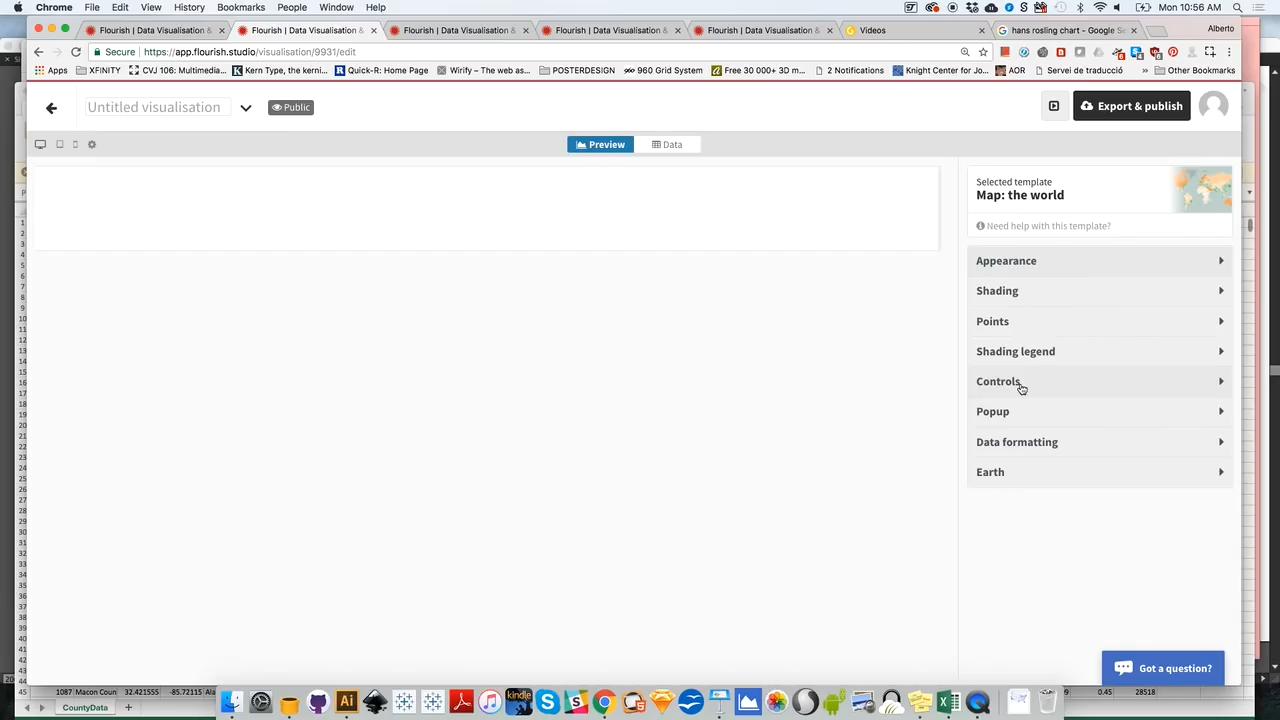 Chrome File Edit View History Bookmarks People Window Help
10:56 AM
Flourish | Data Visualisation &
Flourish | Data Visualisation &
Flourish | Data Visualisation &
Flourish | Data Visualisation &
Flourish | Data Visualisation &
Videos
hans rosling chart - Google Se
Alberto
Secure https://app.flourish.studio/visualisation/9931/edit
Apps XFINITY CVJ 106: Multimedia... Kern Type, the kerni... Quick-R: Home Page Wirify – The web as... POSTERDESIGN 960 Grid System Free 30 000+ 3D m... 2 Notifications Knight Center for Jo... AOR Servei de traducció » Other Bookmarks
Untitled visualisation
Public
Export & publish
Preview
Data
Selected template
Map: the world
Need help with this template?
Appearance
Shading
Points
Shading legend
Controls
Popup
Data formatting
Earth
Got a question?
45 1087 Macon Coun 32.421555 -85.72115 Ala 0.45 28518
CountyData